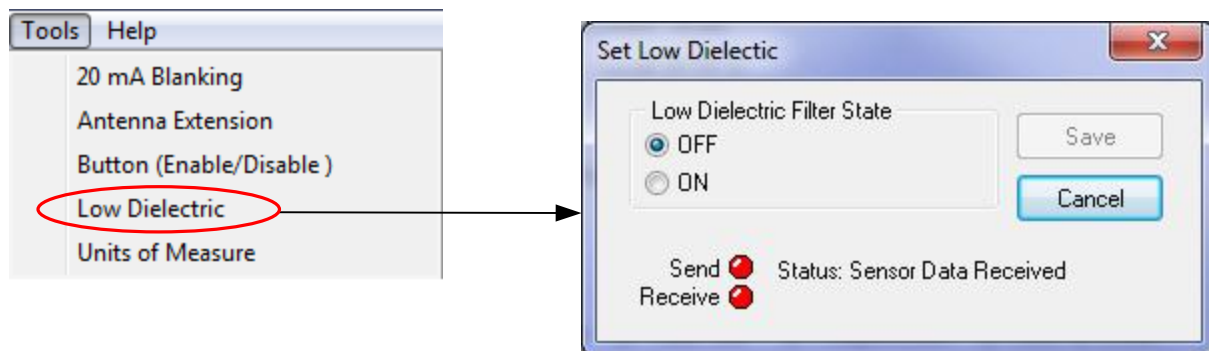 Tools Help
20 mA Blanking
Antenna Extension
Button (Enable/Disable )
Low Dielectric
Units of Measure
Set Low Dielectic
Low Dielectric Filter State
OFF
ON
Save
Cancel
Send Status: Sensor Data Received
Receive